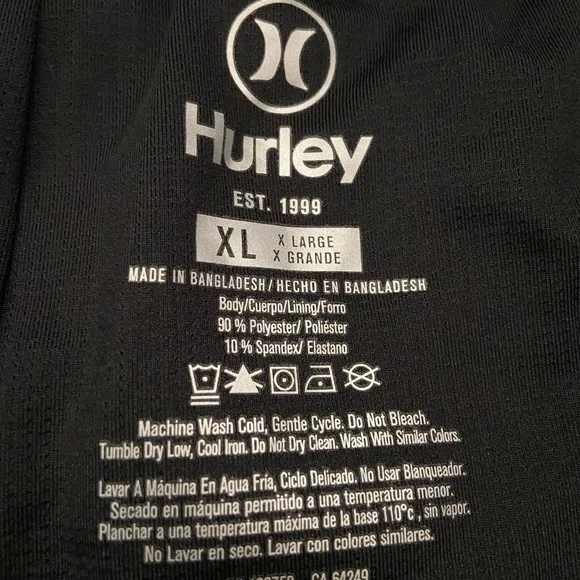 Hurley
EST. 1999
XL X LARGE
X GRANDE
MADE IN BANGLADESH/HECHO EN BANGLADESH
Body/Cuerpo/Lining/Forro
90 % Polyester/ Poliéster
10 % Spandex/ Elastano
Machine Wash Cold, Gentle Cycle. Do Not Bleach.
Tumble Dry Low, Cool Iron. Do Not Dry Clean. Wash With Similar Colors.
Lavar A Máquina En Agua Fría, Ciclo Delicado. No Usar Blanqueador.
Secado en máquina permitido a una temperatura menor.
Planchar a una temperatura máxima de la base 110°c, sin vapor.
No Lavar en seco. Lavar con colores similares.
CA 64249